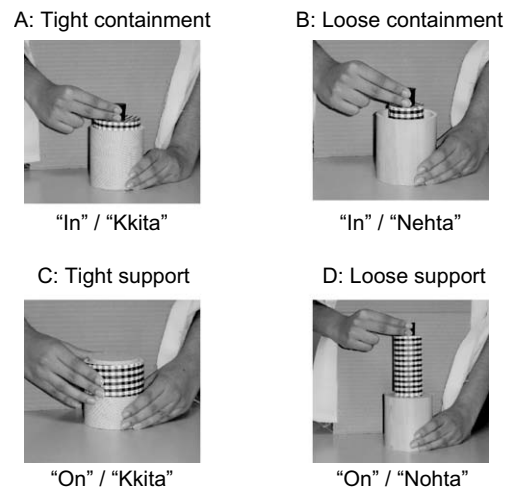 A: Tight containment
B: Loose containment
“In” / “Kkita”
“In” / “Nehta”
C: Tight support
D: Loose support
“On” / “Kkita”
“On” / “Nohta”